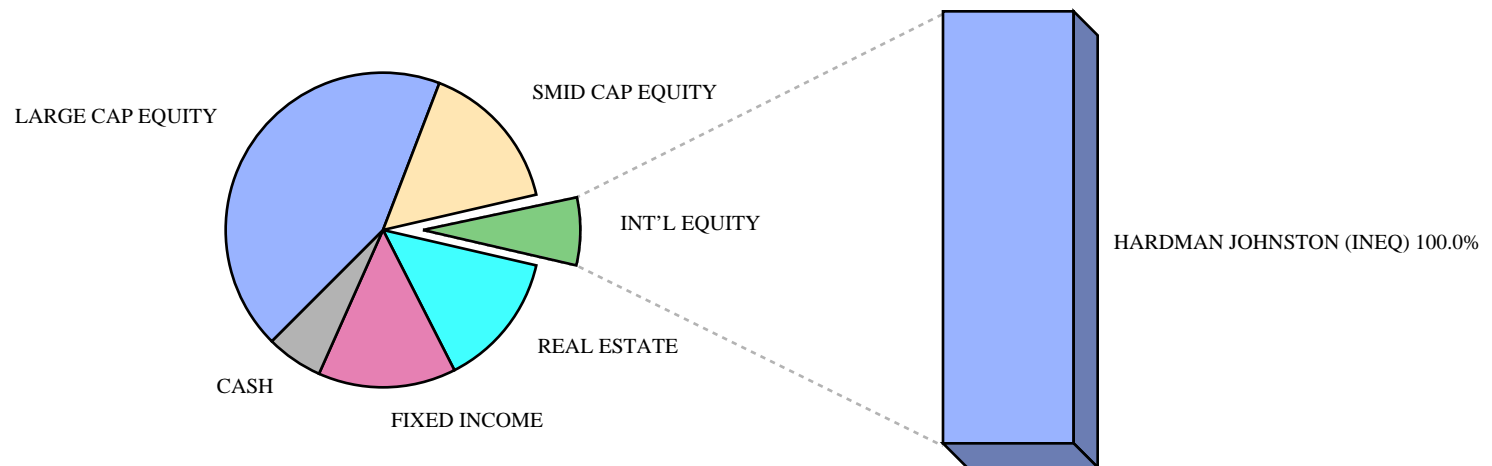 SMID CAP EQUITY
LARGE CAP EQUITY
INT'L EQUITY
HARDMAN JOHNSTON (INEQ) 100.0%
REAL ESTATE
CASH
FIXED INCOME